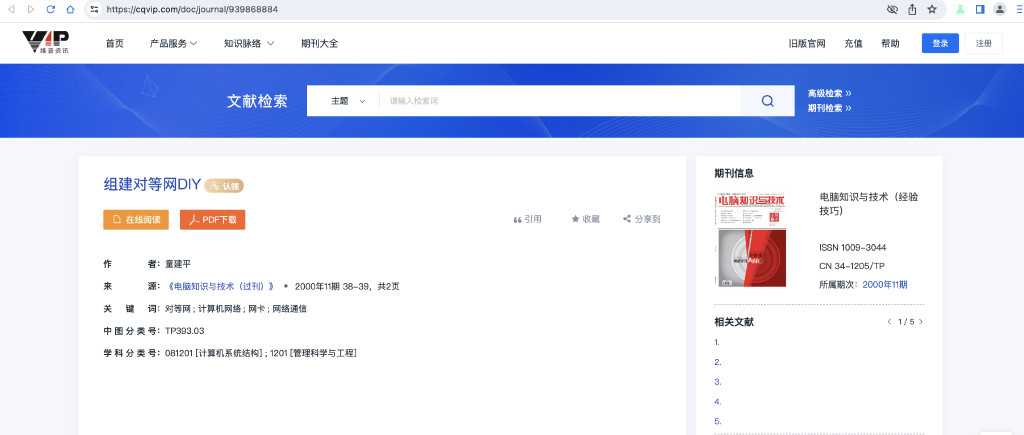 https://cqvip.com/doc/journal/939868884
VIP
维普资讯
首页 产品服务 知识脉络 期刊大全 旧版官网 充值 帮助 登录 注册
文献检索 主题 请输入检索词
高级检索 »
期刊检索 »
组建对等网DIY 认领
在线阅读 PDF下载 引用 收藏 分享到
作者：童建平
来源：《电脑知识与技术（过刊）》 • 2000年11期 38-39，共2页
关键词：对等网 ; 计算机网络 ; 网卡 ; 网络通信
中图分类号：TP393.03
学科分类号：081201 [计算机系统结构] ; 1201 [管理科学与工程]
期刊信息
电脑知识与技术
电脑知识与技术（经验
技巧）
ISSN 1009-3044
CN 34-1205/TP
所属期次：2000年11期
相关文献 1 / 5
1.
2.
3.
4.
5.